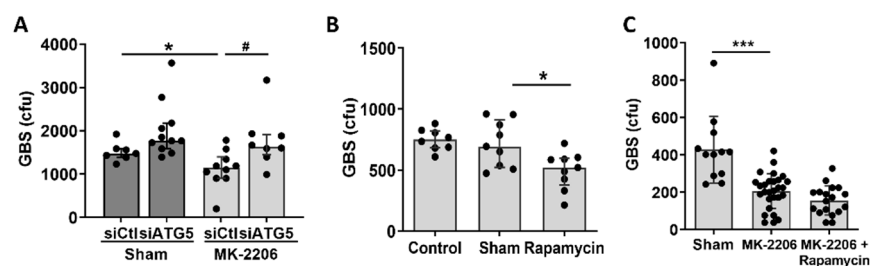 A
GBS (cfu)
4000
3000
2000
1000
0
*
#
siCtl siATG5 siCtl siATG5
Sham MK-2206
B
GBS (cfu)
1500
1000
500
0
*
Control Sham Rapamycin
C
GBS (cfu)
1000
800
600
400
200
0
***
Sham MK-2206 MK-2206 +
Rapamycin